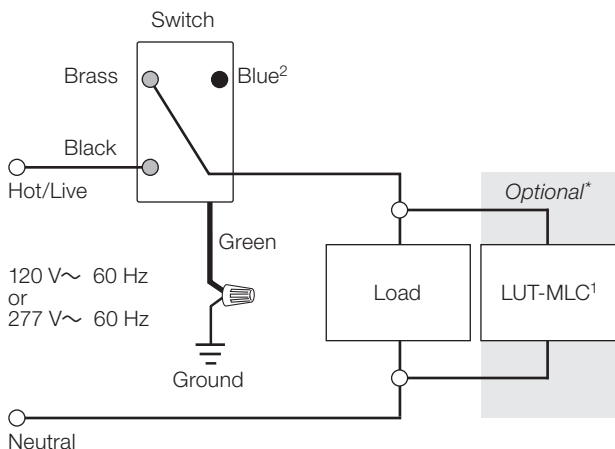 Switch
Brass
Blue²
Black
Hot/Live
Optional*
Green
120 V~ 60 Hz
or
277 V~ 60 Hz
Load
LUT-MLC¹
Ground
Neutral